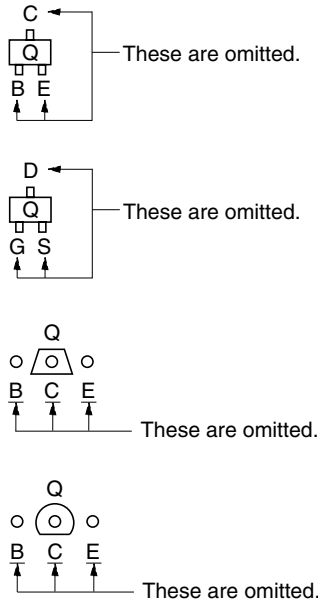 C
Q
These are omitted.
B E
D
Q
These are omitted.
G S
Q
B C E
These are omitted.
Q
B C E
These are omitted.